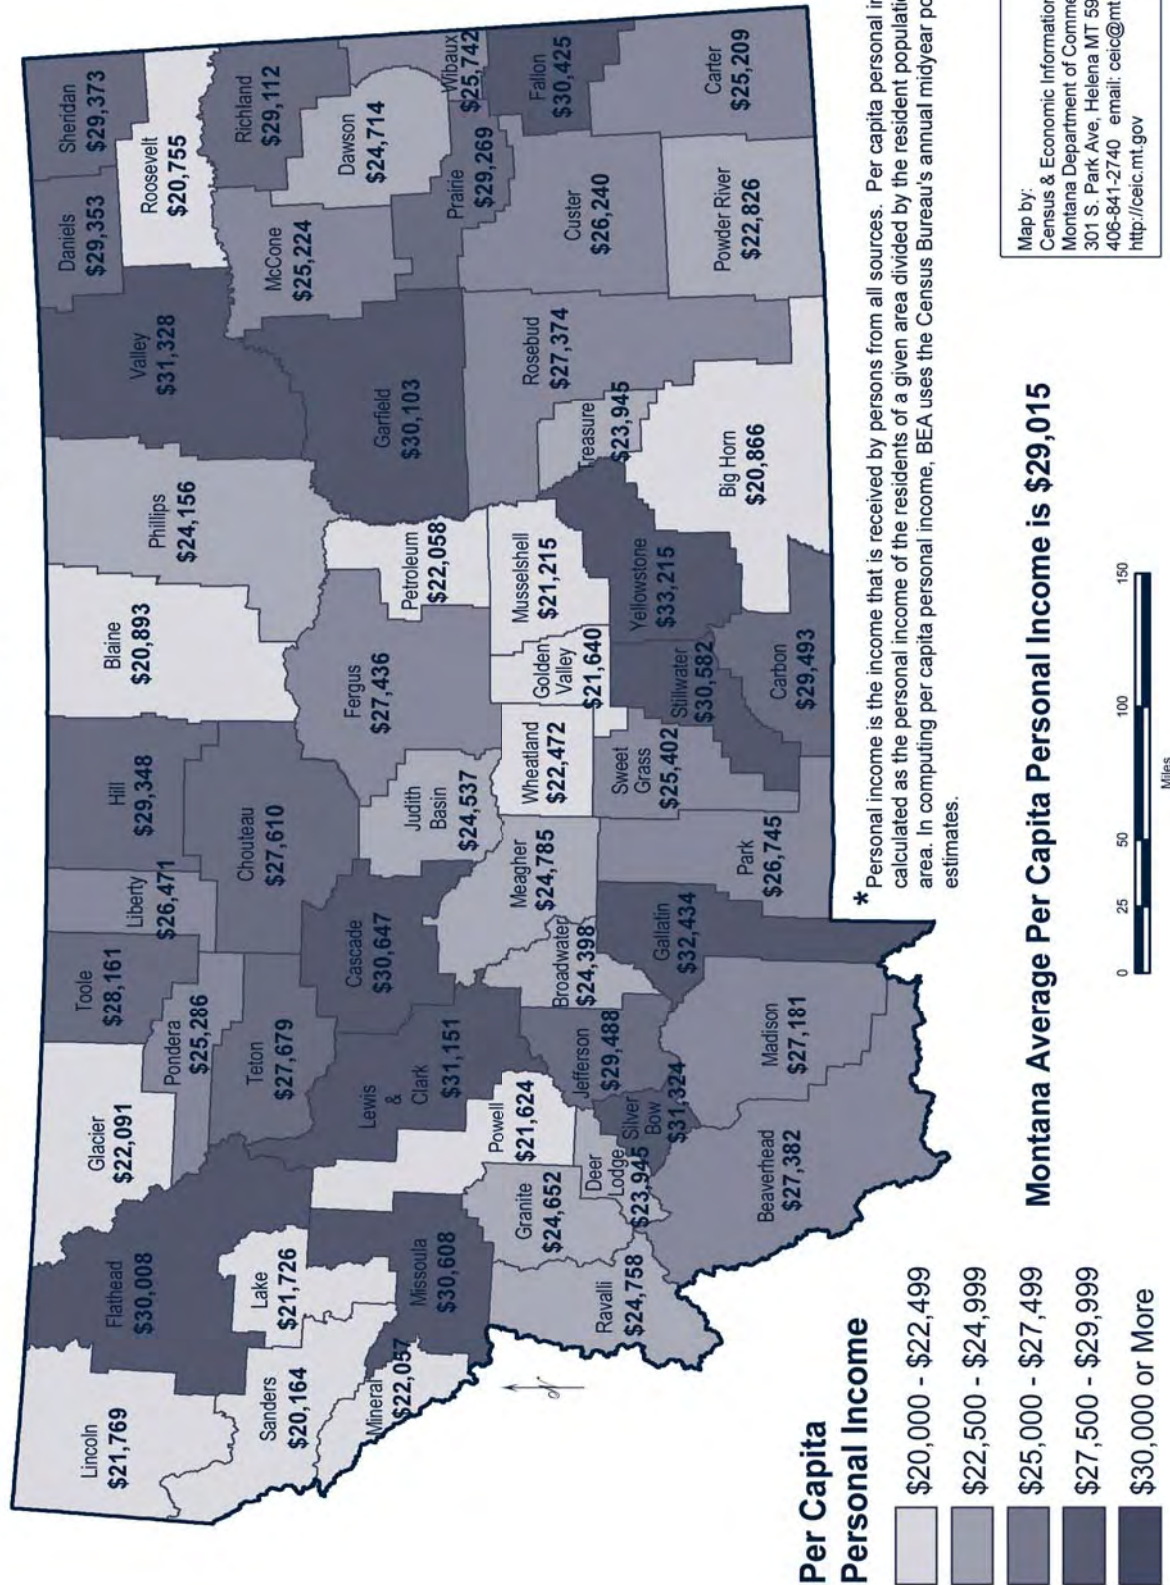 Lincoln
$21,769
Flathead
$30,008
Glacier
$22,091
Toole
$28,161
Liberty
$26,471
Hill
$29,348
Blaine
$20,893
Phillips
$24,156
Valley
$31,328
Daniels
$29,353
Sheridan
$29,373
Roosevelt
$20,755
Sanders
$20,164
Lake
$21,726
Pondera
$25,286
Teton
$27,679
Chouteau
$27,610
McCone
$25,224
Richland
$29,112
Mineral
$22,057
Missoula
$30,608
Lewis
&
Clark
$31,151
Cascade
$30,647
Judith
Basin
$24,537
Fergus
$27,436
Petroleum
$22,058
Garfield
$30,103
Dawson
$24,714
Prairie
$29,269
Wibaux
$25,742
Powell
$21,624
Granite
$24,652
Meagher
$24,785
Broadwater
$24,398
Jefferson
$29,488
Wheatland
$22,472
Golden
Valley
$21,640
Musselshell
$21,215
Treasure
$23,945
Rosebud
$27,374
Custer
$26,240
Fallon
$30,425
Ravalli
$24,758
Deer
Lodge
$23,945
Silver
Bow
$31,324
Gallatin
$32,434
Park
$26,745
Sweet
Grass
$25,402
Stillwater
$30,582
Yellowstone
$33,215
Big Horn
$20,866
Powder River
$22,826
Carter
$25,209
Beaverhead
$27,382
Madison
$27,181
Carbon
$29,493
N
Per Capita
Personal Income
$20,000 - $22,499
$22,500 - $24,999
$25,000 - $27,499
$27,500 - $29,999
$30,000 or More
* Personal income is the income that is received by persons from all sources. Per capita personal in
calculated as the personal income of the residents of a given area divided by the resident populati
area. In computing per capita personal income, BEA uses the Census Bureau's annual midyear po
estimates.
Montana Average Per Capita Personal Income is $29,015
0 25 50 100 150
Miles
Map by:
Census & Economic Information
Montana Department of Comme
301 S. Park Ave, Helena MT 59
406-841-2740 email: ceic@mt
http://ceic.mt.gov